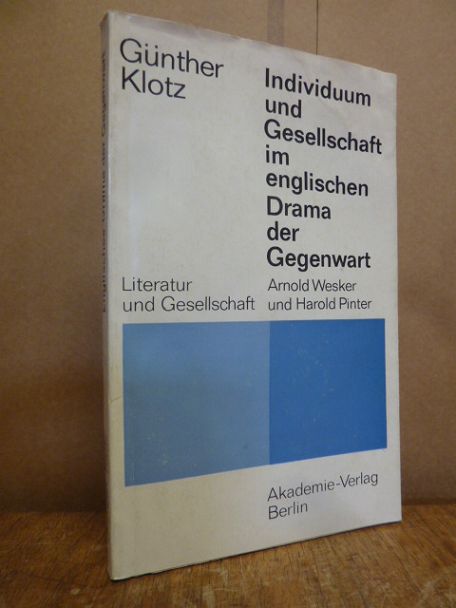 Günther
Klotz
Individuum
und
Gesellschaft
im
englischen
Drama
der
Gegenwart
Arnold Wesker
und Harold Pinter
Literatur
und Gesellschaft
Akademie-Verlag
Berlin